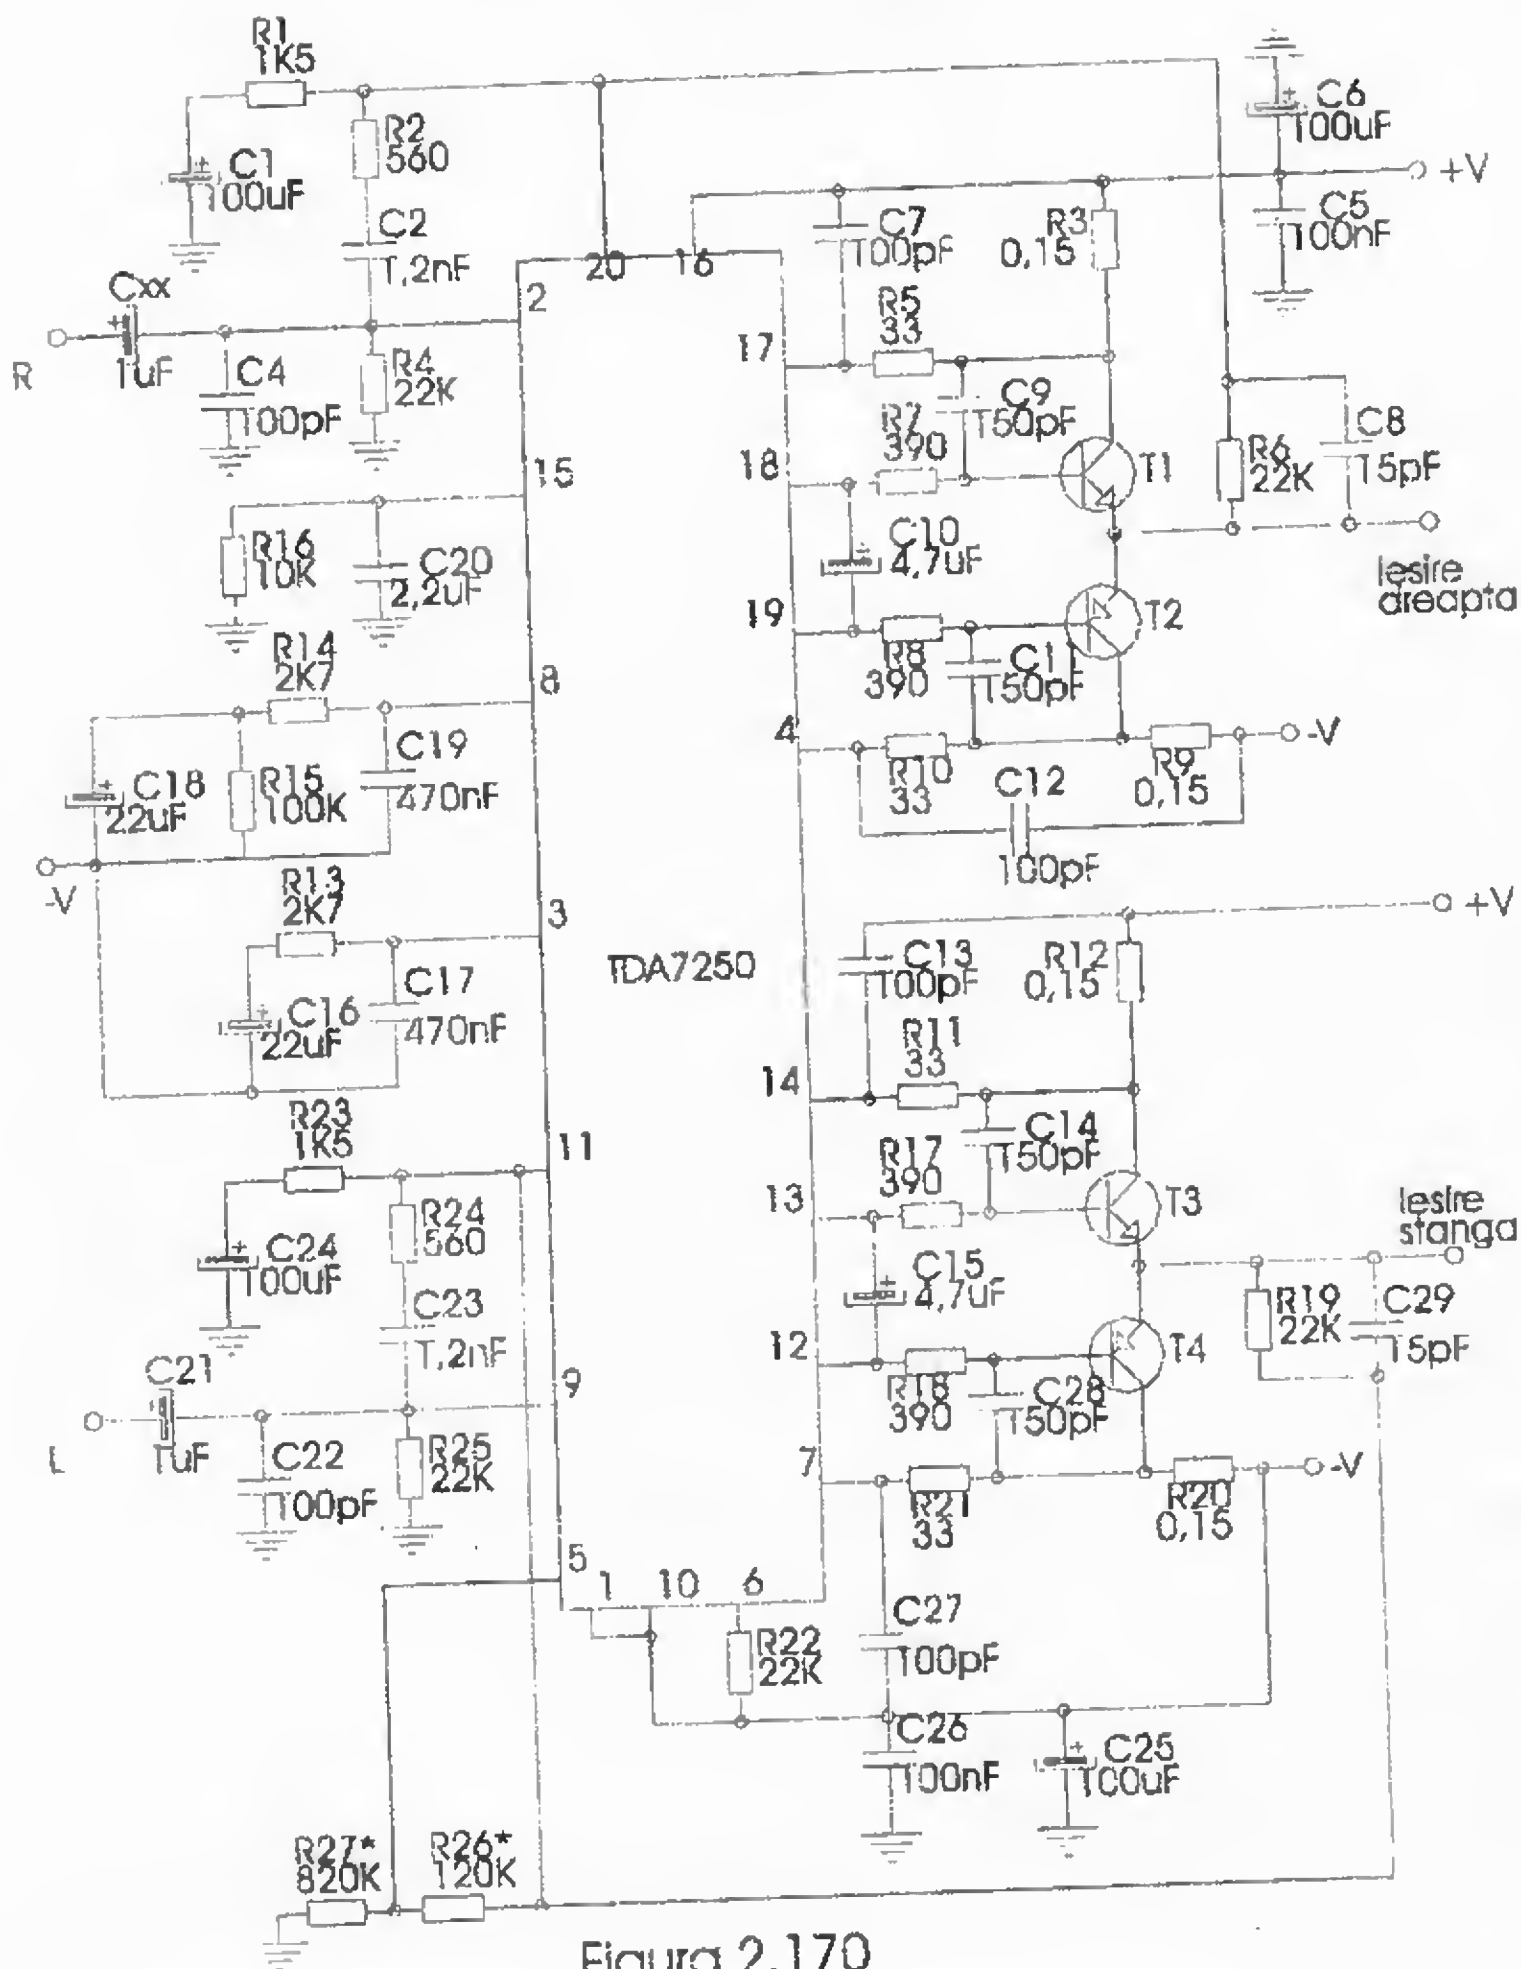 R1
1K5
R2
560
C1
100uF
C2
1,2nF
Cxx
1uF
R
C4
100pF
R4
22K
2
20
16
C7
100pF
R3
0,15
C6
100uF
+V
C5
100nF
R5
33
17
C9
150pF
R7
390
18
T1
R6
22K
C8
15pF
15
R16
10K
C20
2,2uF
C10
4,7uF
Iesire
dreapta
19
T2
R8
390
C11
150pF
R14
2K7
8
4
C18
22uF
R15
100K
C19
470nF
R10
33
C12
100pF
R9
0,15
-V
-V
R13
2K7
3
+V
C16
22uF
C17
470nF
TDA7250
C13
100pF
R12
0,15
R11
33
14
R23
1K5
11
C14
150pF
R17
390
13
T3
Iesire
stanga
C24
100uF
R24
560
C23
1,2nF
C15
4,7uF
R19
22K
C29
15pF
12
T4
C21
1uF
9
R18
390
C28
150pF
L
C22
100pF
R25
22K
7
R21
33
R20
0,15
-V
5
1
10
6
R22
22K
C27
100pF
C26
100nF
C25
100uF
R27*
820K
R26*
120K
Figura 2.170